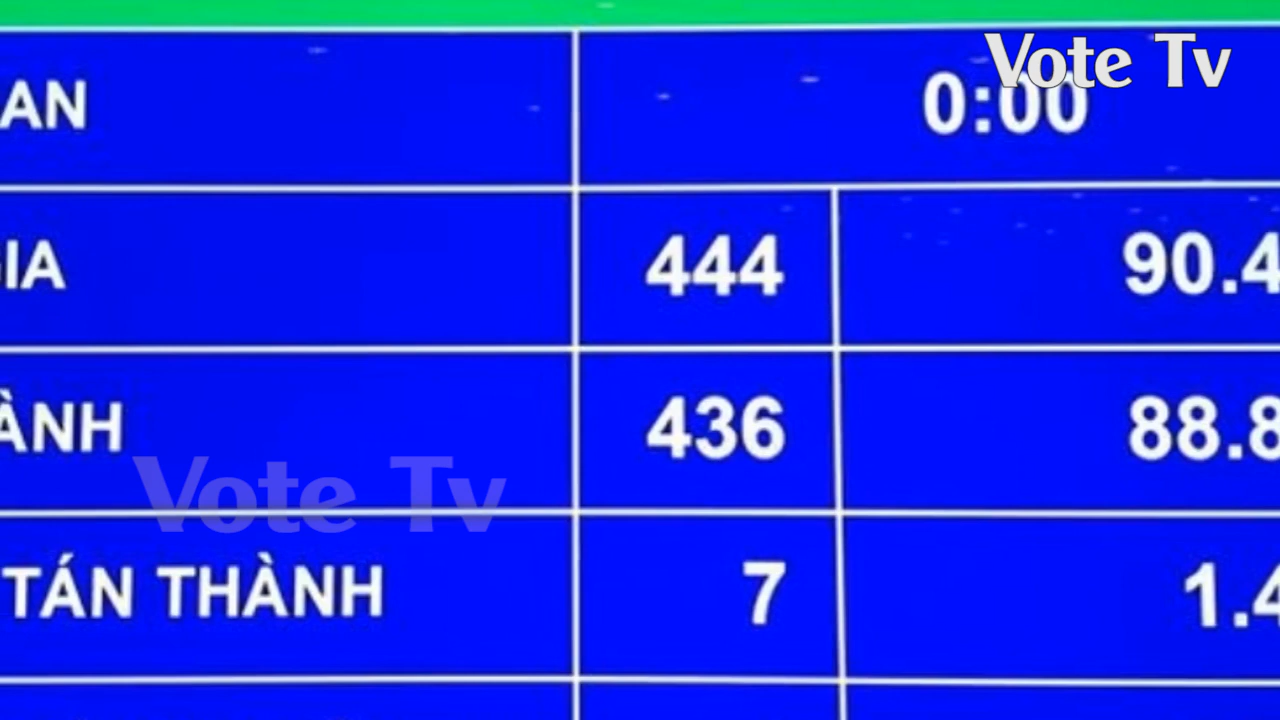 Vote Tv
AN 0:00
IA 444 90.4
ÀNH 436 88.8
Vote Tv
TÁN THÀNH 7 1.4